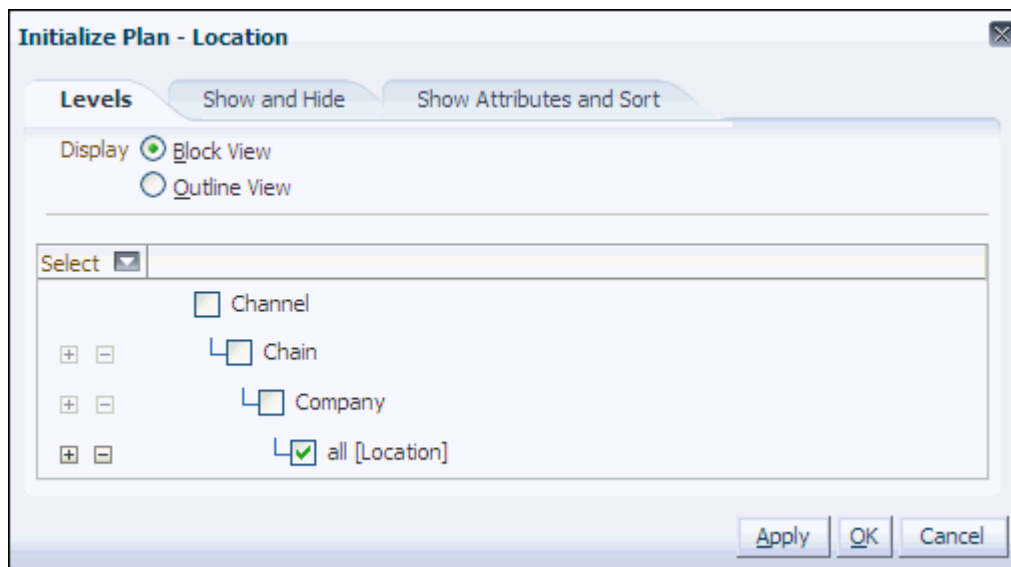 Initialize Plan - Location
Levels Show and Hide Show Attributes and Sort
Display Block View
Outline View
Select
Channel
Chain
Company
all [Location]
Apply OK Cancel